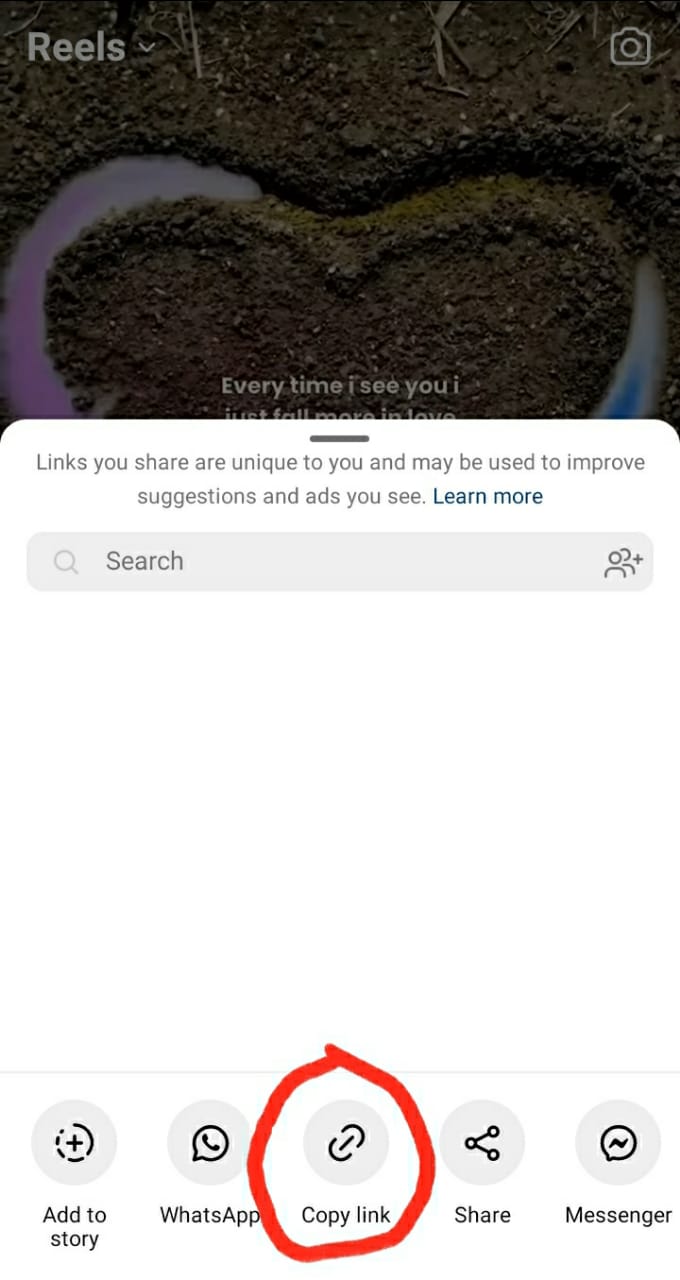 Reels
Every time i see you i
just fall more in love
Links you share are unique to you and may be used to improve
suggestions and ads you see. Learn more
Search
Add to
story
WhatsApp
Copy link
Share
Messenger